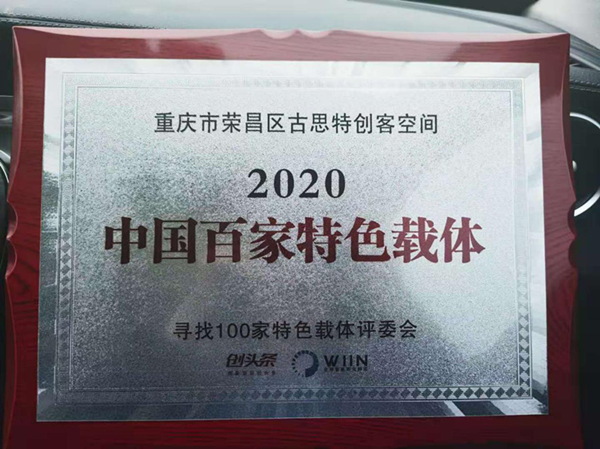 重庆市荣昌区古思特创客空间
2020
中国百家特色载体
寻找100家特色载体评委会
创头条 WIIN